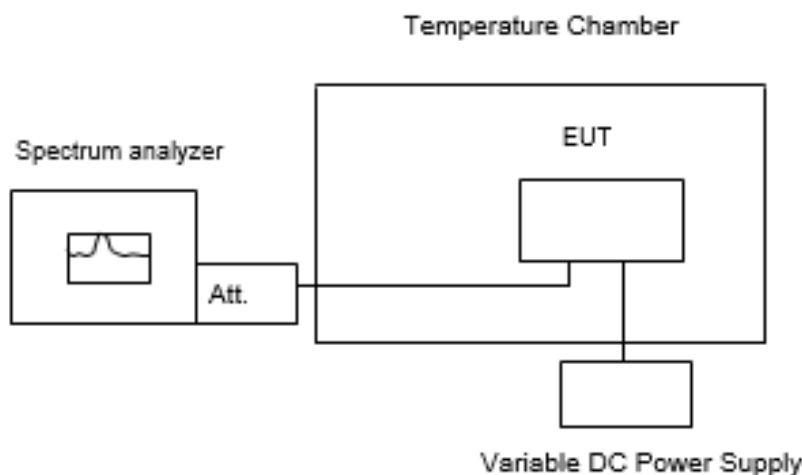 Temperature Chamber
Spectrum analyzer
EUT
Att.
Variable DC Power Supply